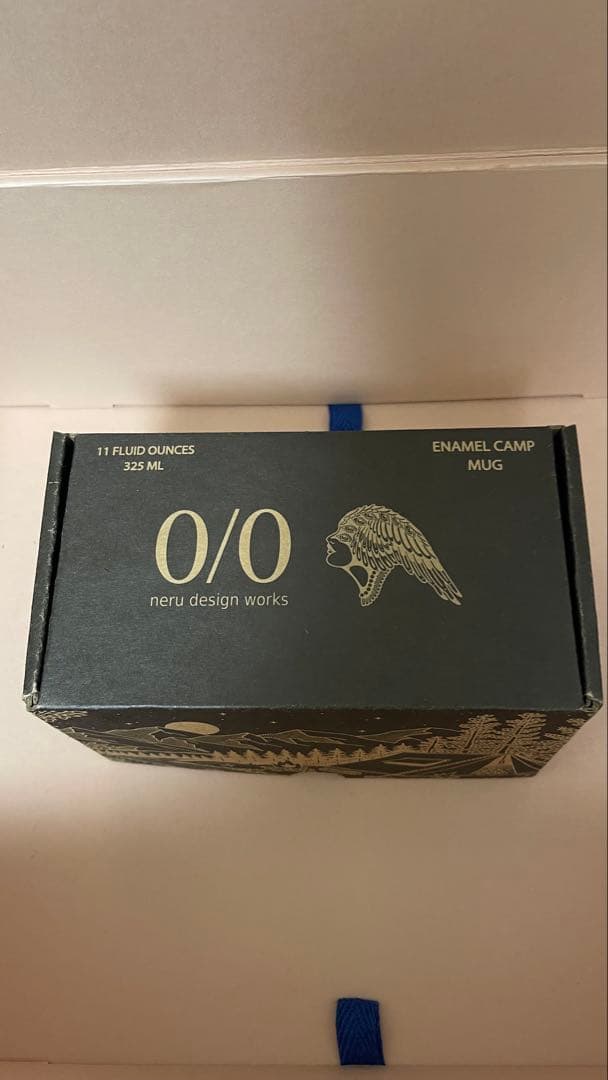 11 FLUID OUNCES
325 ML
ENAMEL CAMP
MUG
0/0
neru design works